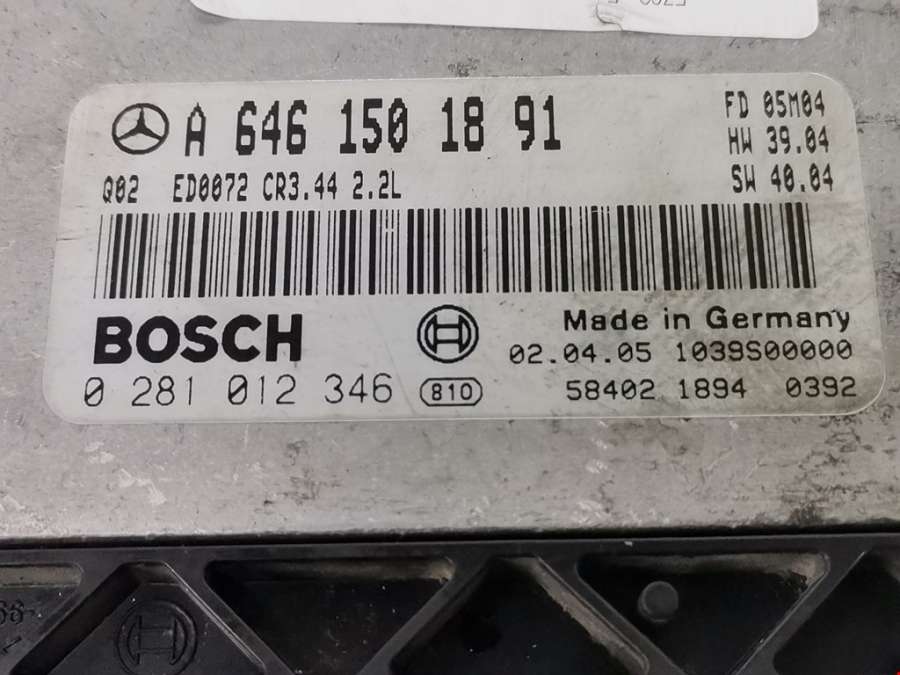 A 646 150 18 91
FD 05M04
HW 39.04
Q02 ED0072 CR3.44 2.2L
SW 40.04
BOSCH
Made in Germany
02.04.05 1039S00000
0 281 012 346
810
58402 1894 0392